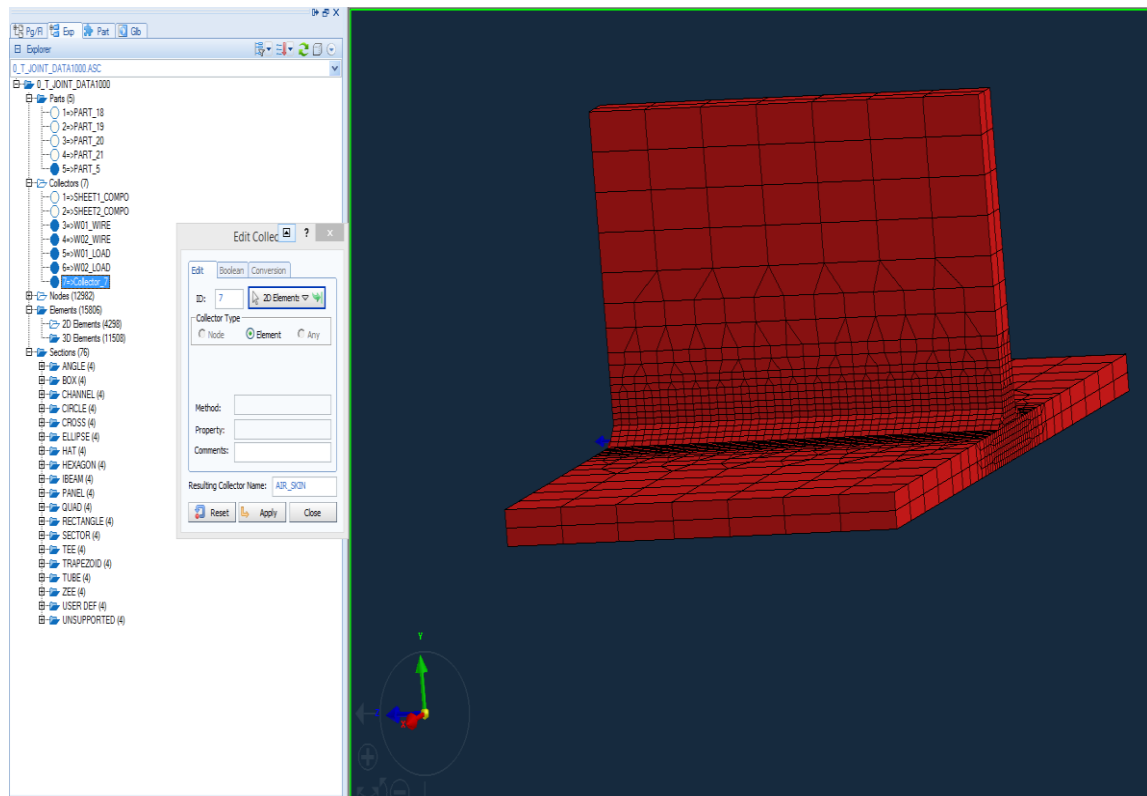 Pg/Fl Exp Part Glb
Explorer
0_T_JOINT_DATA1000.ASC
0_T_JOINT_DATA1000
Parts (5)
1=>PART_18
2=>PART_19
3=>PART_20
4=>PART_21
5=>PART_5
Collectors (7)
1=>SHEET1_COMPO
2=>SHEET2_COMPO
3=>W01_WIRE
4=>W02_WIRE
5=>W01_LOAD
6=>W02_LOAD
7=>Collector_7
Nodes (12982)
Elements (15806)
2D Elements (4298)
3D Elements (11508)
Sections (76)
ANGLE (4)
BOX (4)
CHANNEL (4)
CIRCLE (4)
CROSS (4)
ELLIPSE (4)
HAT (4)
HEXAGON (4)
IBEAM (4)
PANEL (4)
QUAD (4)
RECTANGLE (4)
SECTOR (4)
TEE (4)
TRAPEZOID (4)
TUBE (4)
ZEE (4)
USER DEF (4)
UNSUPPORTED (4)
Edit Collec ? x
Edit Boolean Conversion
ID: 7 2D Elements
Collector Type
Node Element Any
Method:
Property:
Comments:
Resulting Collector Name: AIR_SKIN
Reset Apply Close
Y
X